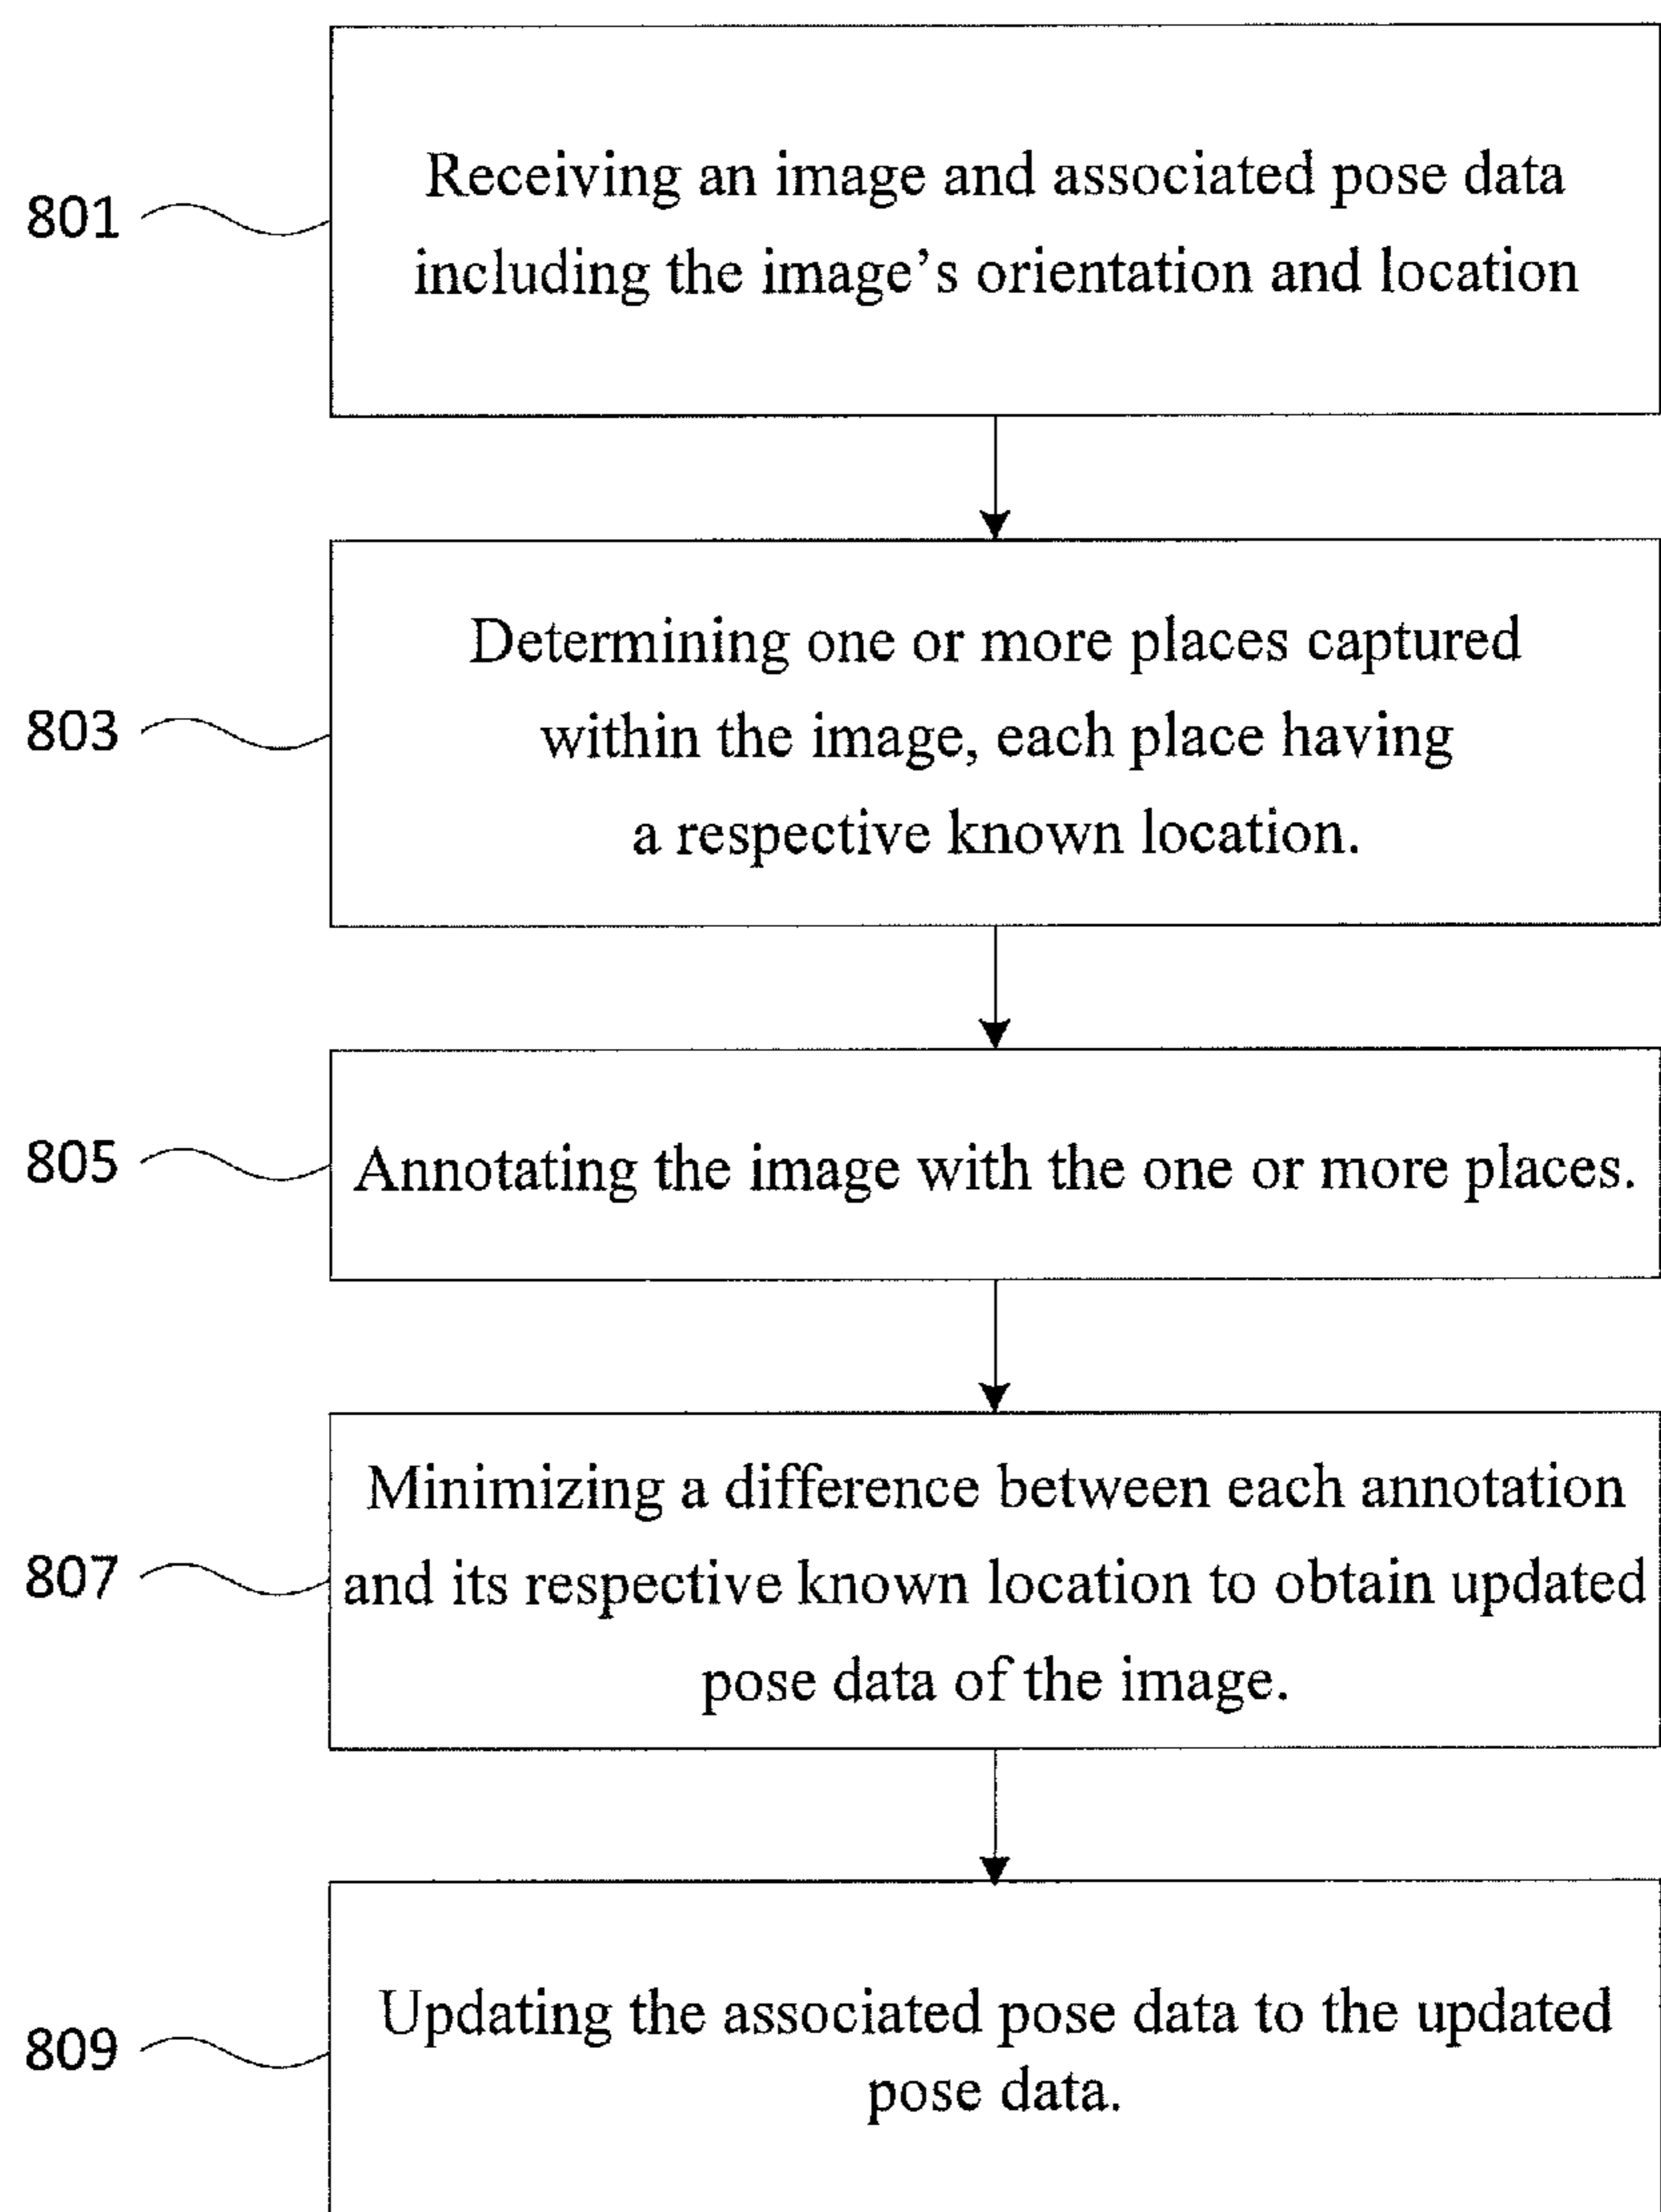 801
Receiving an image and associated pose data
including the image’s orientation and location
803
Determining one or more places captured
within the image, each place having
a respective known location.
805
Annotating the image with the one or more places.
807
Minimizing a difference between each annotation
and its respective known location to obtain updated
pose data of the image.
809
Updating the associated pose data to the updated
pose data.